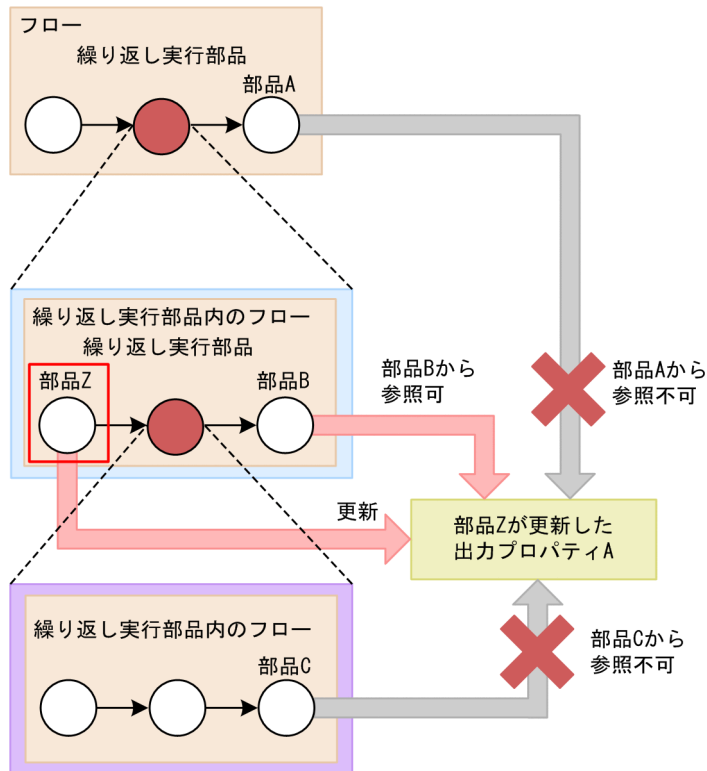 フロー
繰り返し実行部品
部品A
繰り返し実行部品内のフロー
繰り返し実行部品
部品Z
部品B
部品Bから
参照可
部品Aから
参照不可
更新
部品Zが更新した
出力プロパティA
繰り返し実行部品内のフロー
部品C
部品Cから
参照不可